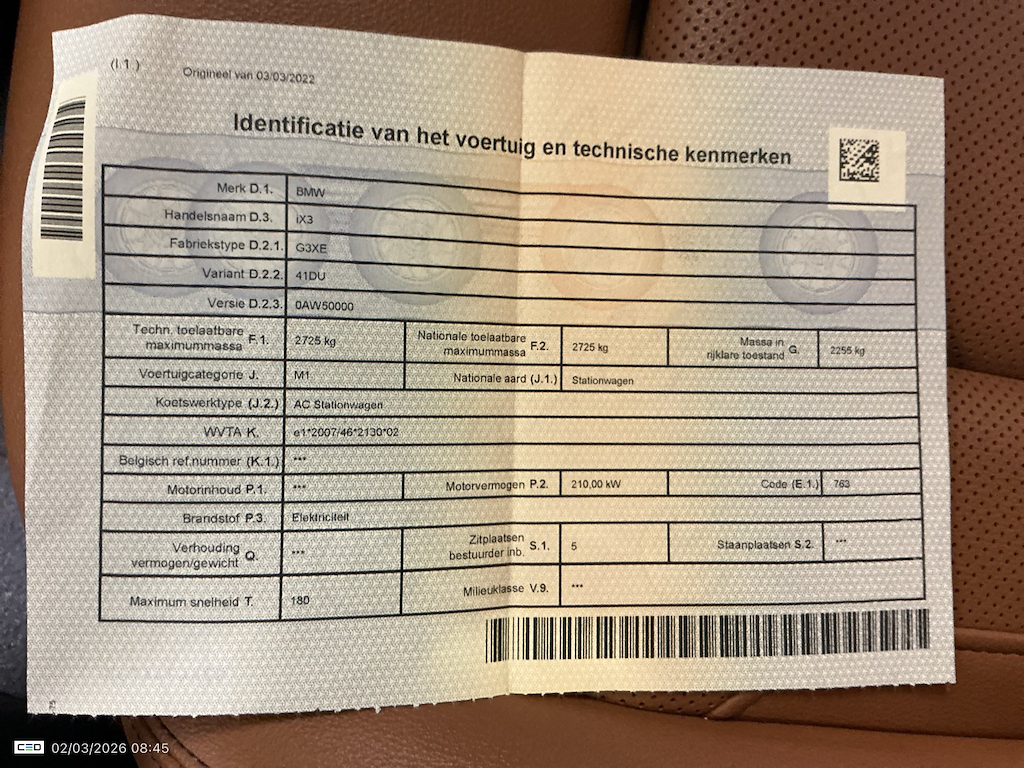 (I.1.)
Origineel van 03/03/2022
Identificatie van het voertuig en technische kenmerken
Merk D.1. BMW
Handelsnaam D.3. iX3
Fabriekstype D.2.1. G3XE
Variant D.2.2. 41DU
Versie D.2.3. 0AW50000
Techn. toelaatbare maximummassa F.1. 2725 kg Nationale toelaatbare maximummassa F.2. 2725 kg Massa in rijklare toestand G. 2255 kg
Voertuigcategorie J. M1 Nationale aard (J.1.) Stationwagen
Koetswerktype (J.2.) AC Stationwagen
WVTA K. e1*2007/46*2130*02
Belgisch ref.nummer (K.1.) ***
Motorinhoud P.1. *** Motorvermogen P.2. 210,00 kW Code (E.1.) 763
Brandstof P.3. Elektriciteit
Verhouding vermogen/gewicht Q. *** Zitplaatsen bestuurder inb. S.1. 5 Staanplaatsen S.2. ***
Maximum snelheid T. 180 Milieuklasse V.9. ***
CEO 02/03/2026 08:45